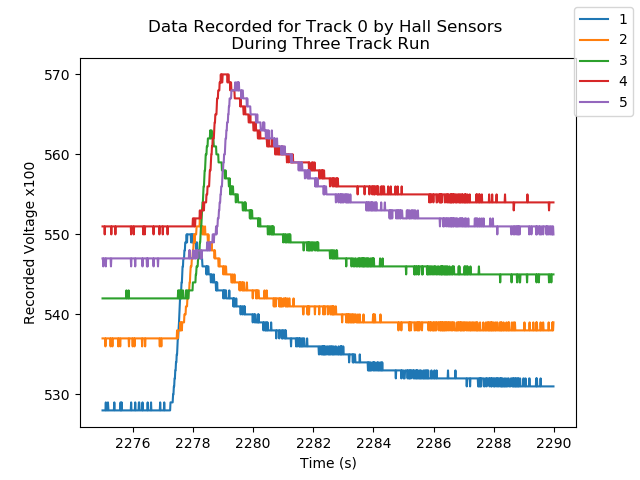 Data Recorded for Track 0 by Hall Sensors
During Three Track Run
1
2
3
4
5
570
560
550
540
530
Recorded Voltage x100
2276 2278 2280 2282 2284 2286 2288 2290
Time (s)